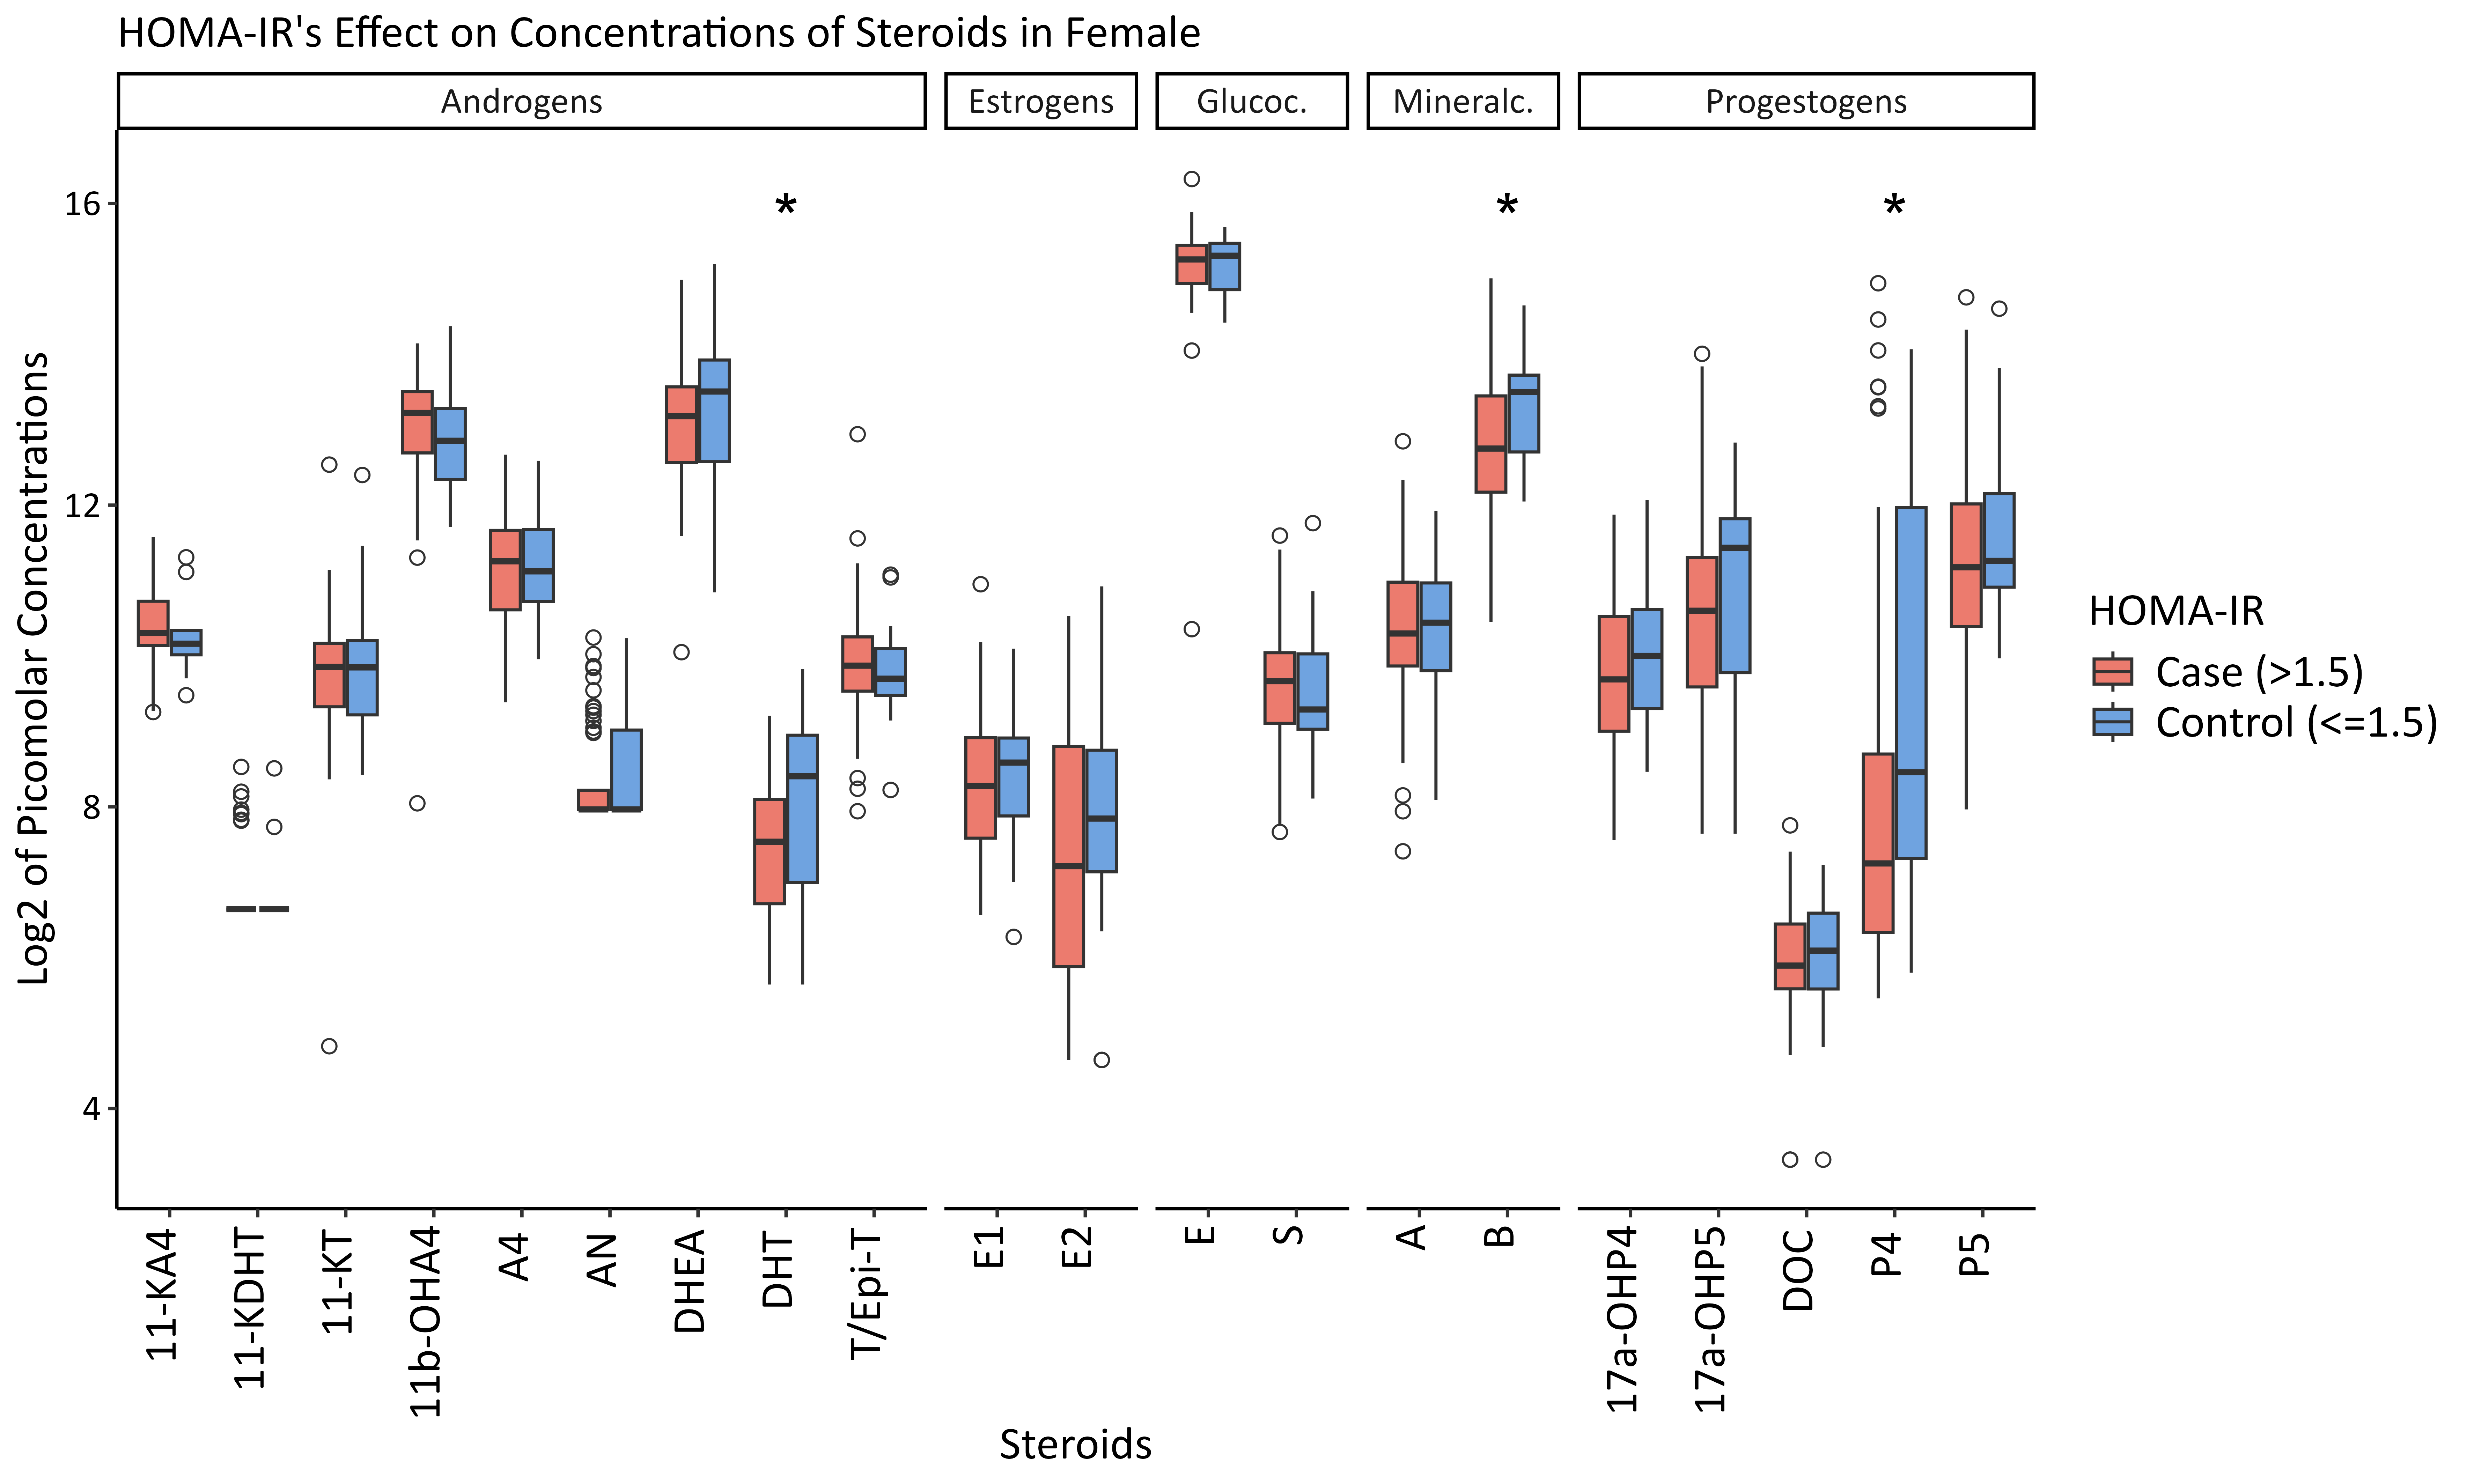 HOMA-IR's Effect on Concentrations of Steroids in Female
Androgens
Estrogens
Glucoc.
Mineralc.
Progestogens
Log2 of Picomolar Concentrations
16
12
8
4
*
*
*
11-KA4
11-KDHT
11-KT
11b-OHA4
A4
AN
DHEA
DHT
T/Epi-T
E1
E2
E
S
A
B
17a-OHP4
17a-OHP5
DOC
P4
P5
Steroids
HOMA-IR
Case (>1.5)
Control (<=1.5)